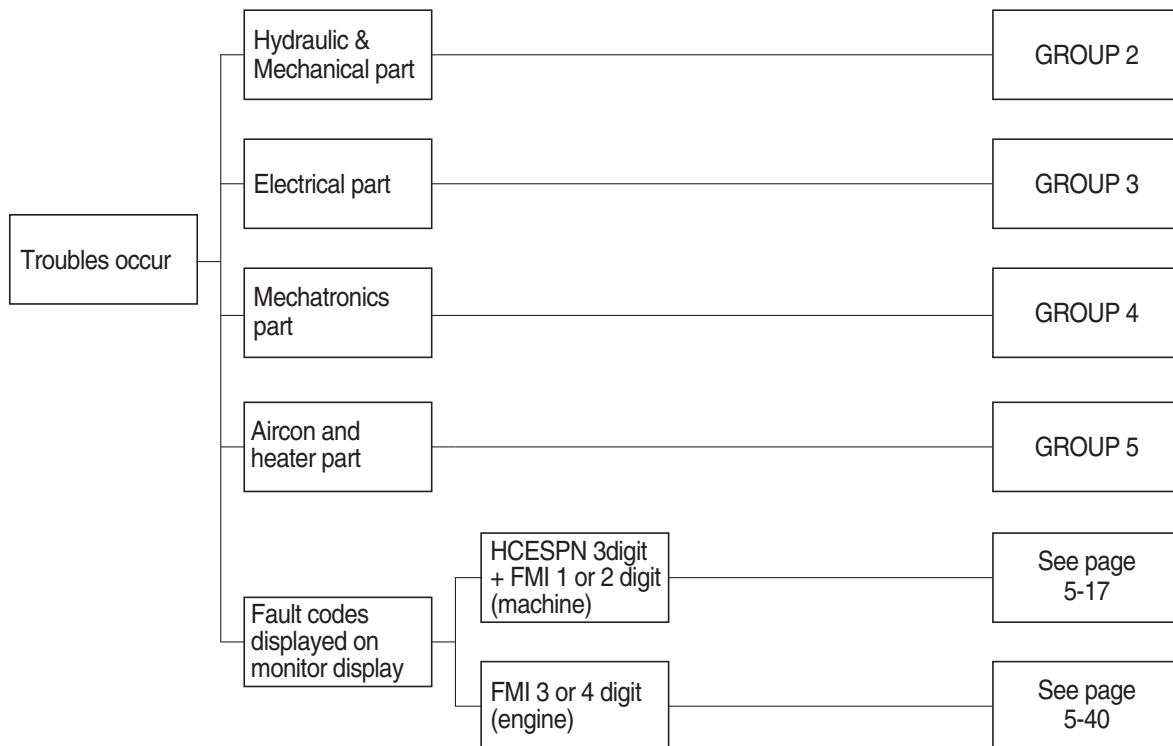 Troubles occur
Hydraulic &
Mechanical part
GROUP 2
Electrical part
GROUP 3
Mechatronics
part
GROUP 4
Aircon and
heater part
GROUP 5
Fault codes
displayed on
monitor display
HCESPN 3digit
+ FMI 1 or 2 digit
(machine)
See page
5-17
FMI 3 or 4 digit
(engine)
See page
5-40